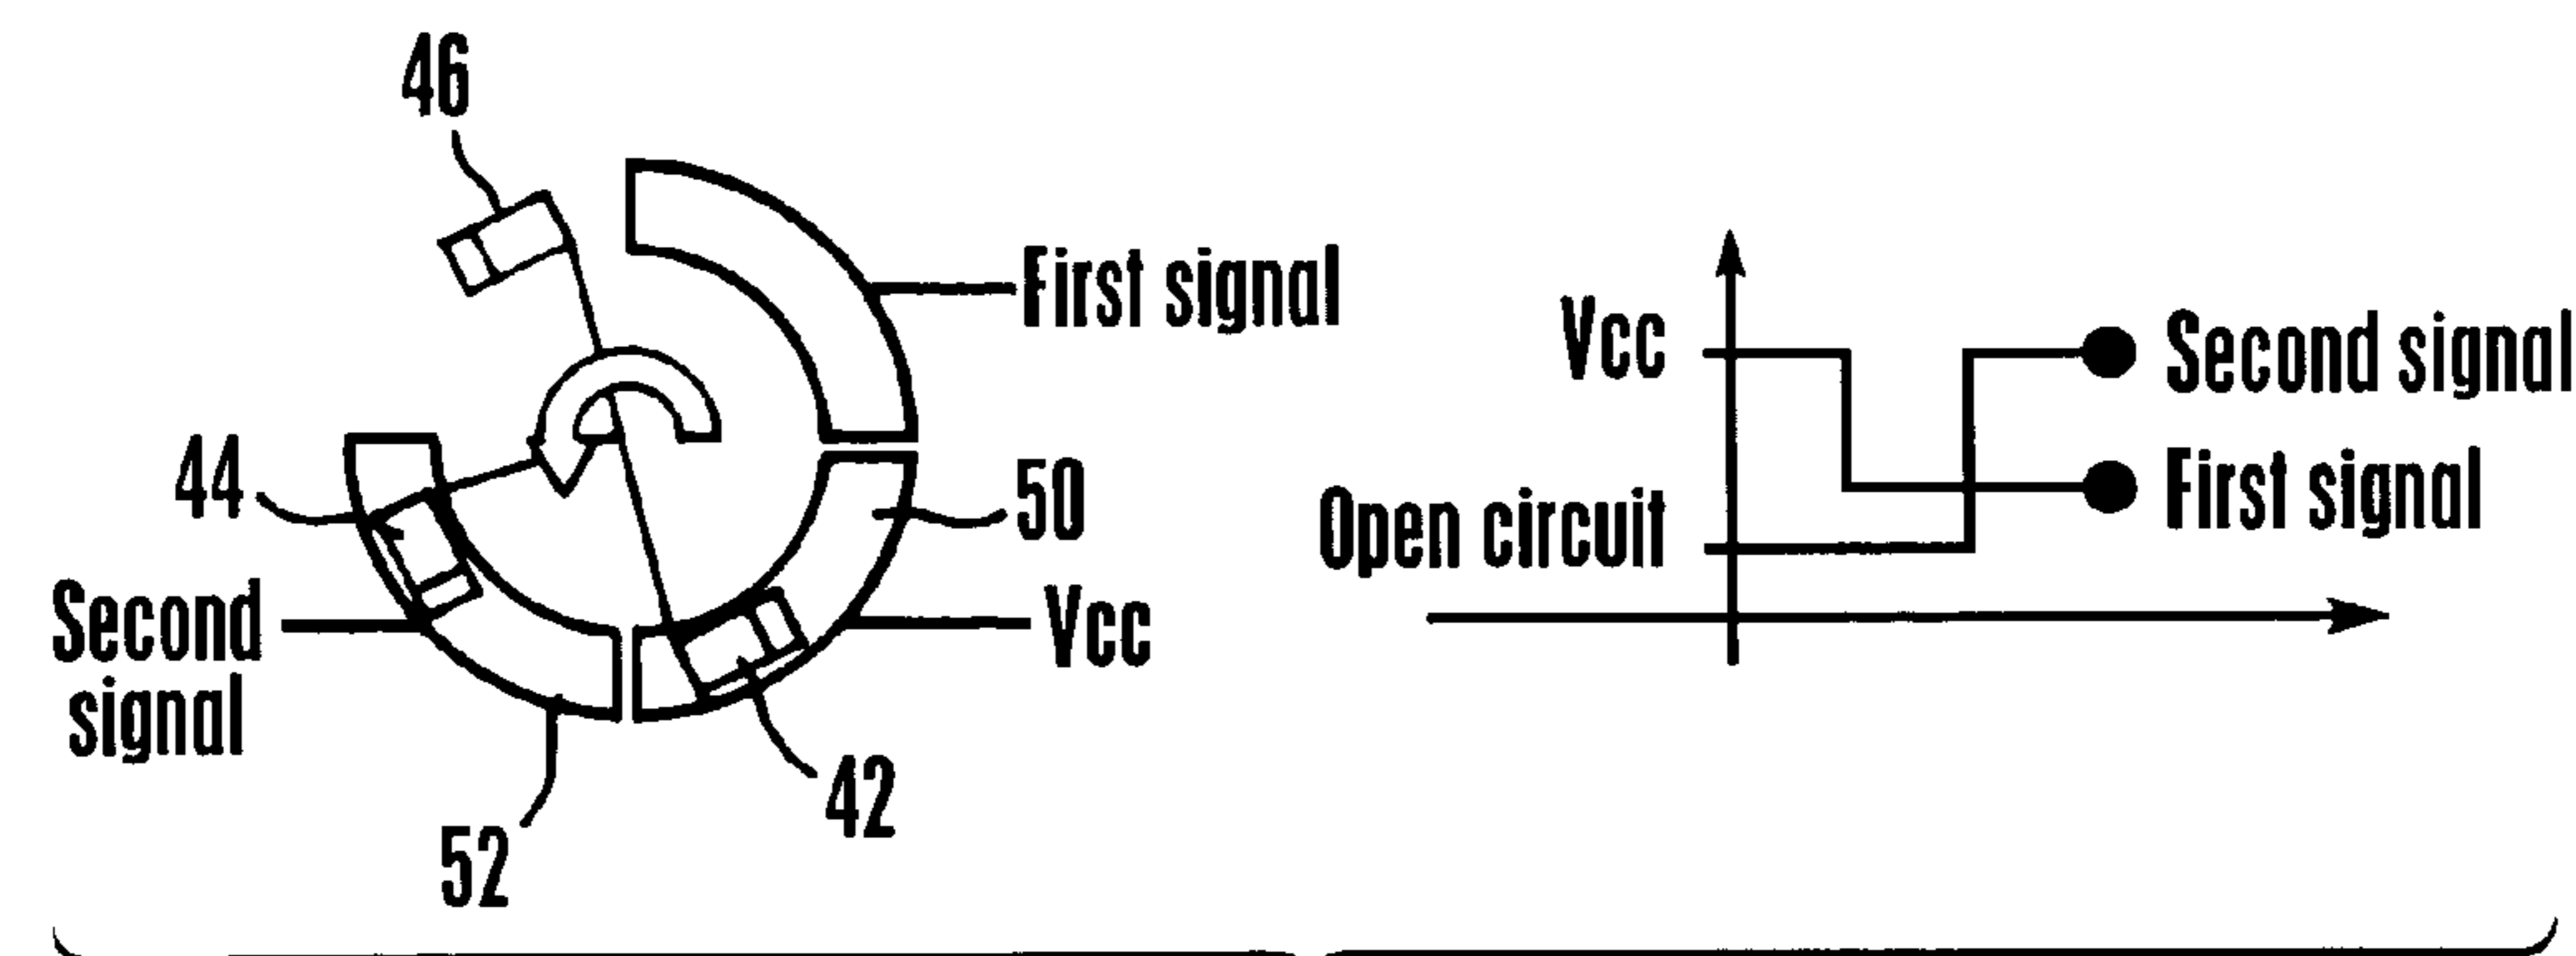 46
First signal
44
50
Second
signal
Vcc
42
52
Vcc
Second signal
First signal
Open circuit